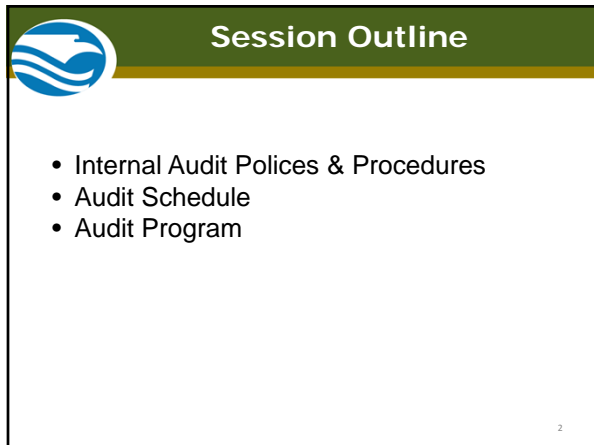 Session Outline
• Internal Audit Polices & Procedures
• Audit Schedule
• Audit Program
2